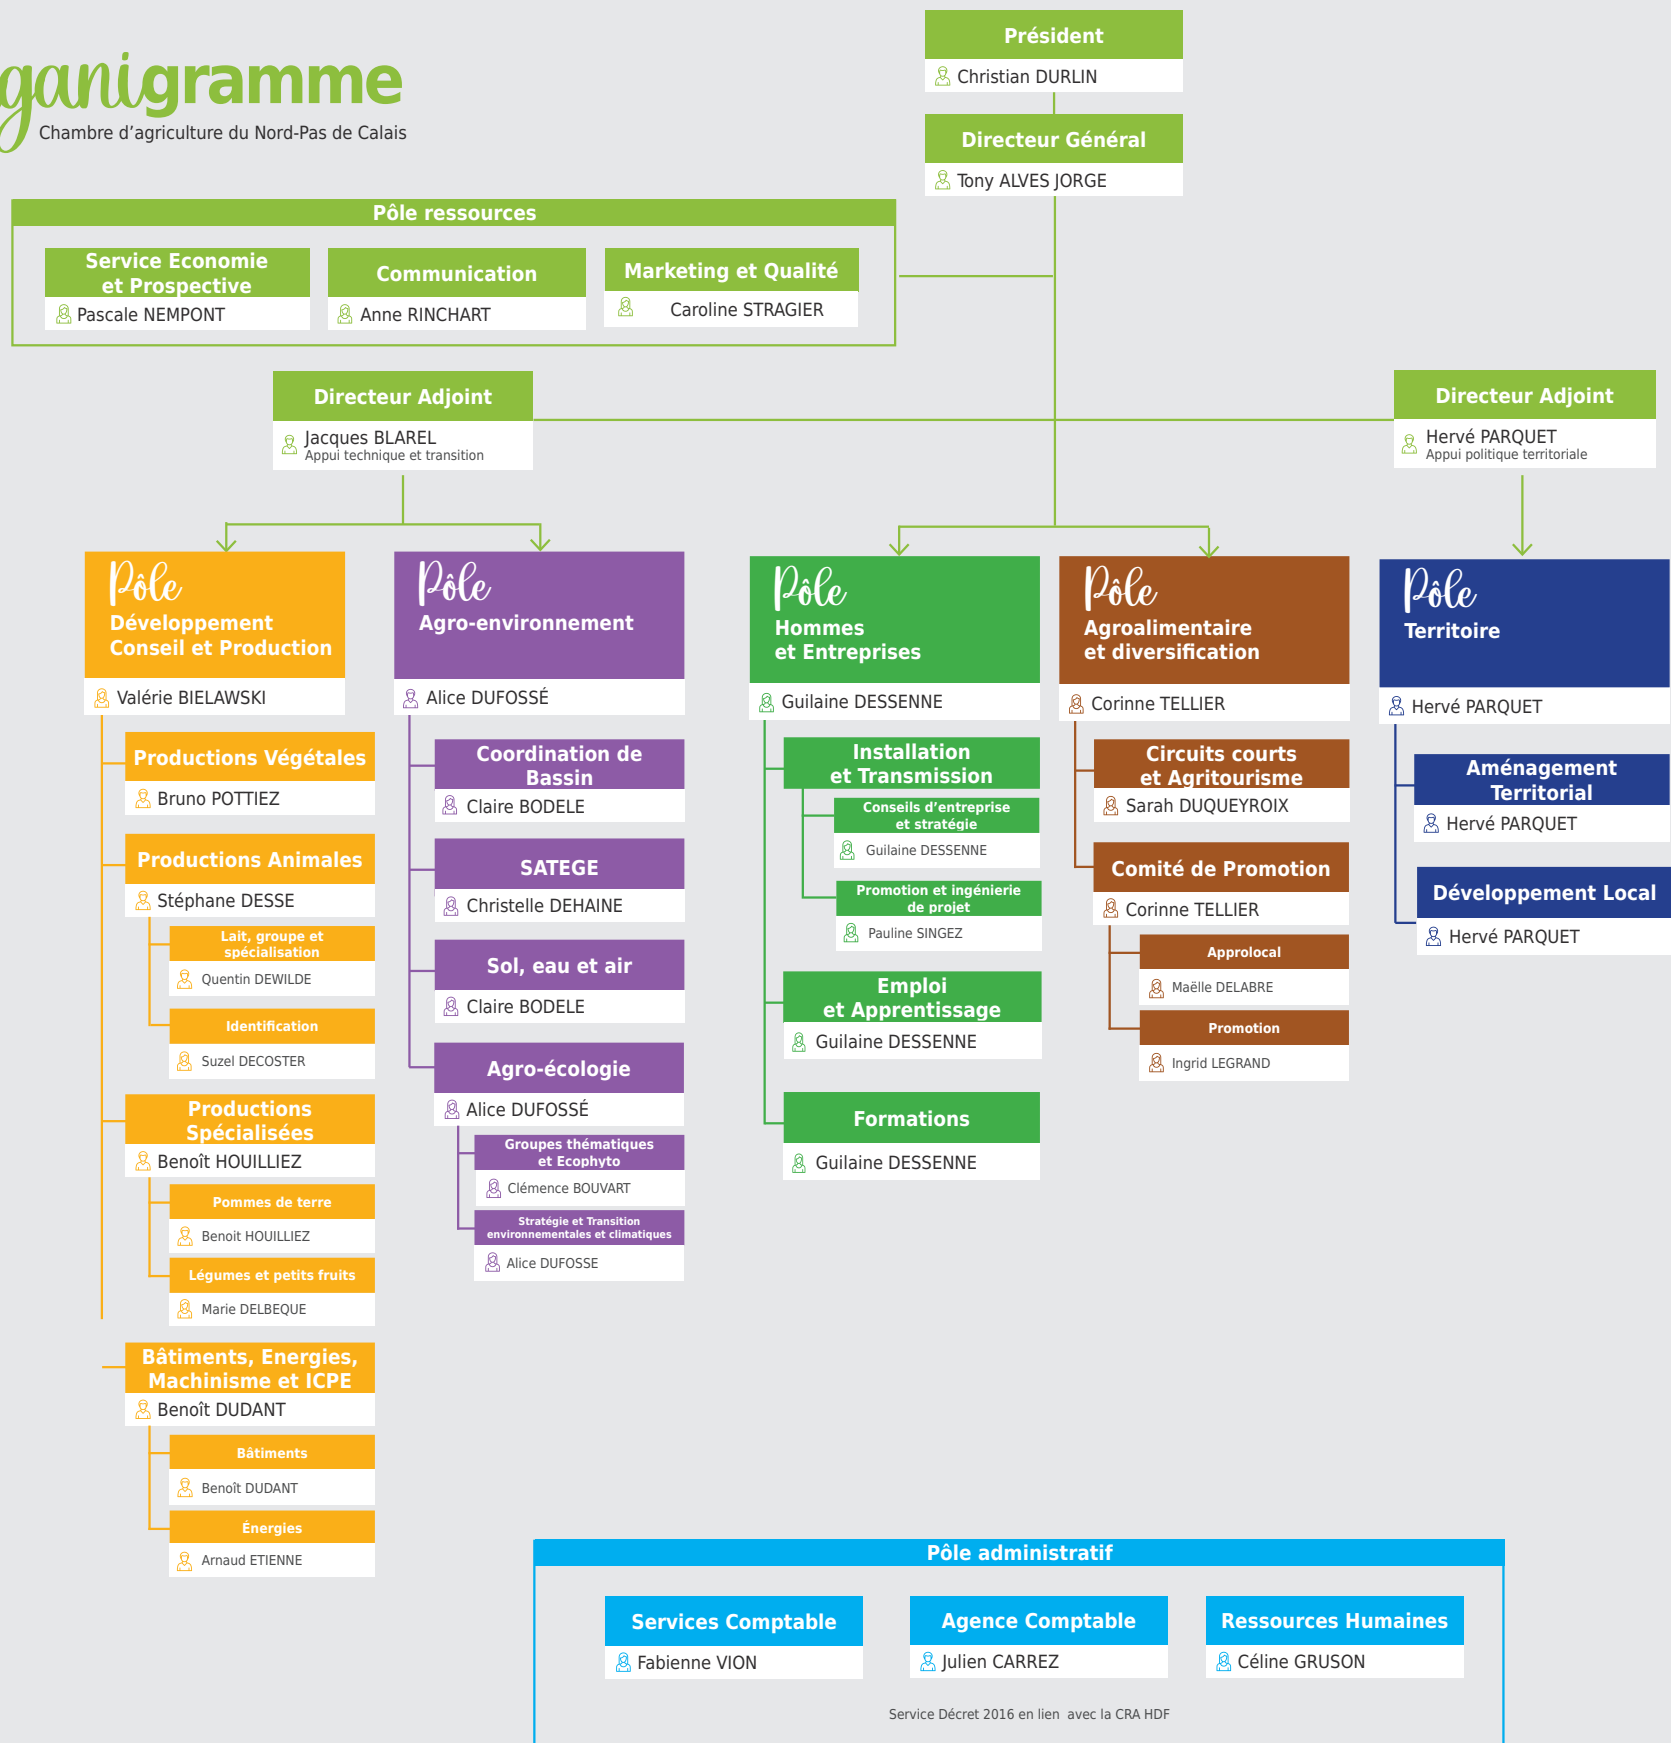 ganigramme
Chambre d’agriculture du Nord-Pas de Calais
Président
Christian DURLIN
Directeur Général
Tony ALVES JORGE
Pôle ressources
Service Economie
et Prospective
Pascale NEMPONT
Communication
Anne RINCHART
Marketing et Qualité
Caroline STRAGIER
Directeur Adjoint
Jacques BLAREL
Appui technique et transition
Directeur Adjoint
Hervé PARQUET
Appui politique territoriale
Pôle
Développement
Conseil et Production
Valérie BIELAWSKI
Productions Végétales
Bruno POTTIEZ
Productions Animales
Stéphane DESSE
Lait, groupe et
spécialisation
Quentin DEWILDE
Identification
Suzel DECOSTER
Productions
Spécialisées
Benoît HOUILLIEZ
Pommes de terre
Benoit HOUILLIEZ
Légumes et petits fruits
Marie DELBEQUE
Bâtiments, Energies,
Machinisme et ICPE
Benoît DUDANT
Bâtiments
Benoît DUDANT
Énergies
Arnaud ETIENNE
Pôle
Agro-environnement
Alice DUFOSSÉ
Coordination de
Bassin
Claire BODELE
SATEGE
Christelle DEHAINE
Sol, eau et air
Claire BODELE
Agro-écologie
Alice DUFOSSÉ
Groupes thématiques
et Ecophyto
Clémence BOUVART
Stratégie et Transition
environnementales et climatiques
Alice DUFOSSE
Pôle
Hommes
et Entreprises
Guilaine DESSENNE
Installation
et Transmission
Conseils d’entreprise
et stratégie
Guilaine DESSENNE
Promotion et ingénierie
de projet
Pauline SINGEZ
Emploi
et Apprentissage
Guilaine DESSENNE
Formations
Guilaine DESSENNE
Pôle
Agroalimentaire
et diversification
Corinne TELLIER
Circuits courts
et Agritourisme
Sarah DUQUEYROIX
Comité de Promotion
Corinne TELLIER
Approlocal
Maëlle DELABRE
Promotion
Ingrid LEGRAND
Pôle
Territoire
Hervé PARQUET
Aménagement
Territorial
Hervé PARQUET
Développement Local
Hervé PARQUET
Pôle administratif
Services Comptable
Fabienne VION
Agence Comptable
Julien CARREZ
Ressources Humaines
Céline GRUSON
Service Décret 2016 en lien avec la CRA HDF